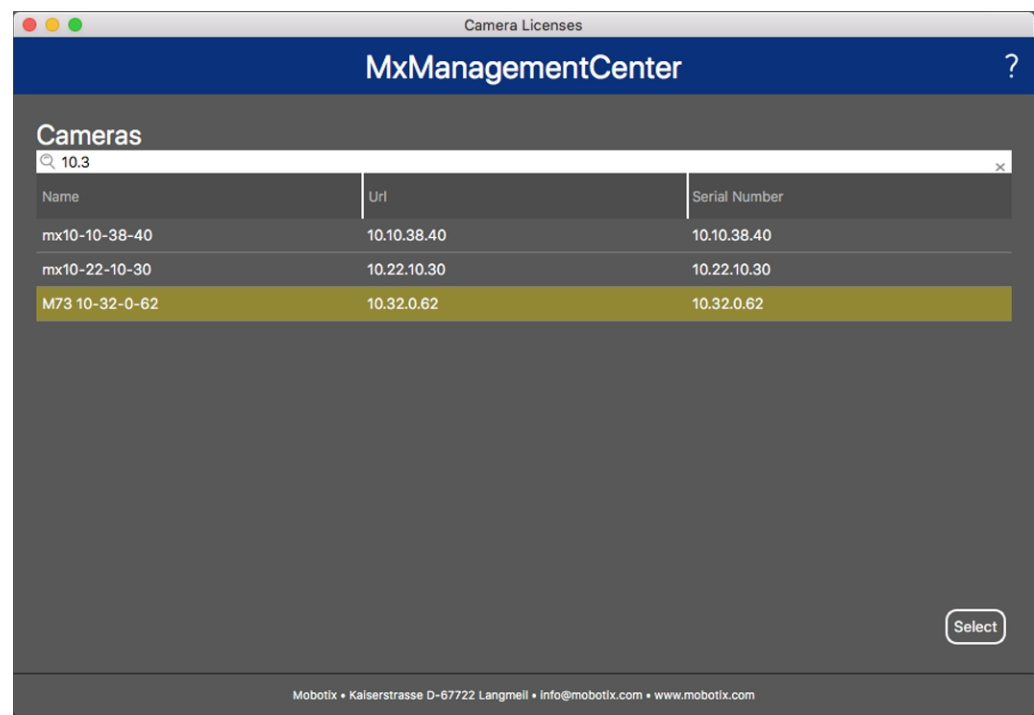 Camera Licenses
MxManagementCenter ?
Cameras
10.3 ×
Name Url Serial Number
mx10-10-38-40 10.10.38.40 10.10.38.40
mx10-22-10-30 10.22.10.30 10.22.10.30
M73 10-32-0-62 10.32.0.62 10.32.0.62
Select
Mobotix • Kaiserstrasse D-67722 Langmeil • info@mobotix.com • www.mobotix.com